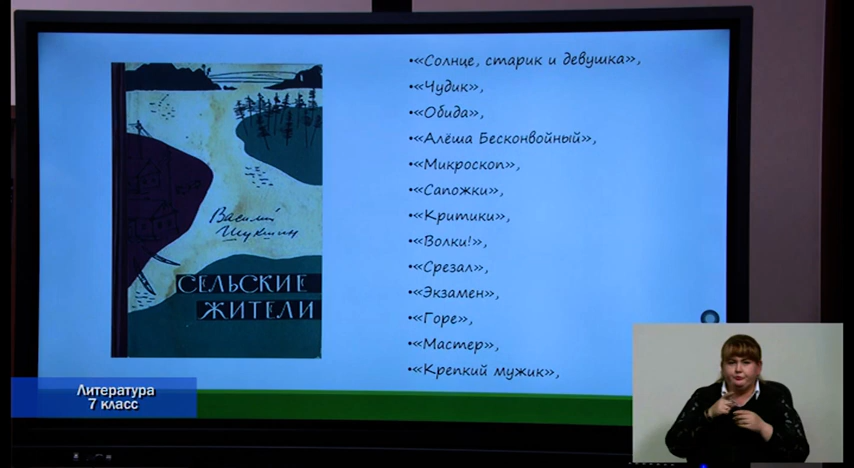 Василий
Шукшин
СЕЛЬСКИЕ
ЖИТЕЛИ
•«Солнце, старик и девушка»,
•«Чудик»,
•«Обида»,
•«Алёша Бесконвойный»,
•«Микроскоп»,
•«Сапожки»,
•«Критики»,
•«Волки!»,
•«Срезал»,
•«Экзамен»,
•«Горе»,
•«Мастер»,
•«Крепкий мужик»,
Литература
7 класс